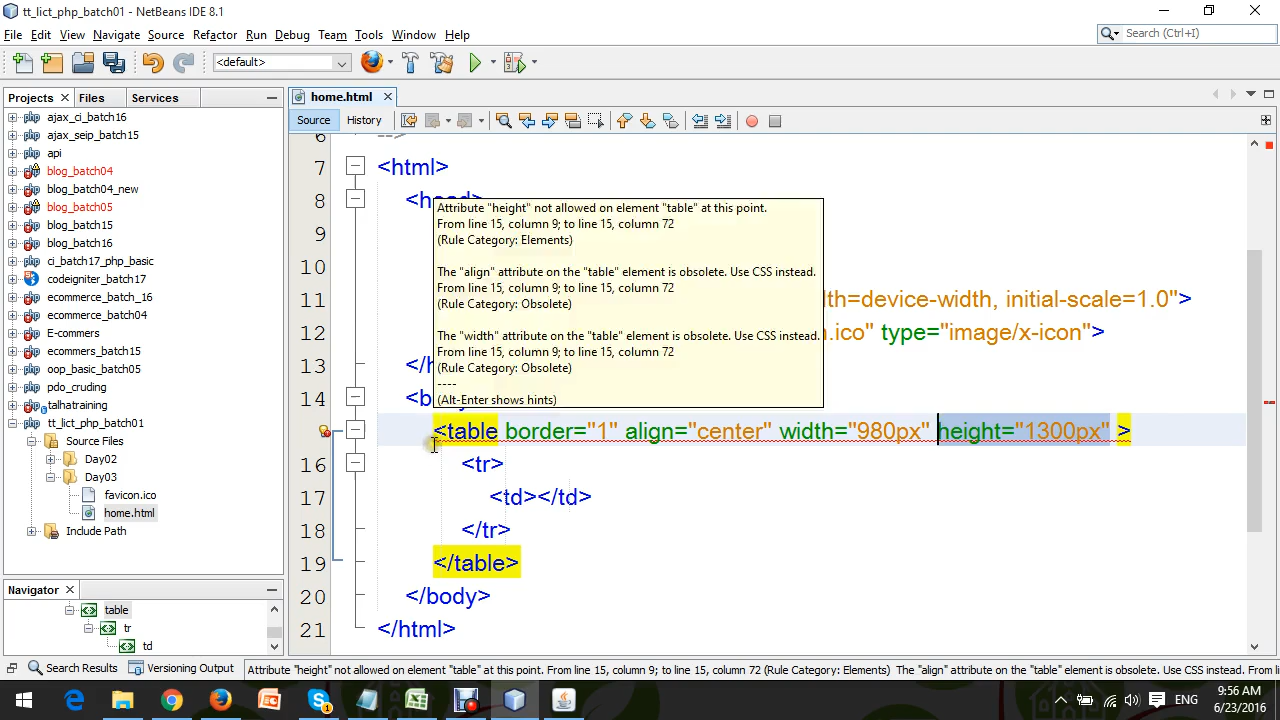 tt_lict_php_batch01 - NetBeans IDE 8.1
File Edit View Navigate Source Refactor Run Debug Team Tools Window Help
Search (Ctrl+I)
<default>
Projects Files Services
home.html
Source History
ajax_ci_batch16
ajax_seip_batch15
api
blog_batch04
blog_batch04_new
blog_batch05
blog_batch15
blog_batch16
ci_batch17_php_basic
codeigniter_batch17
ecommerce_batch_16
ecommerce_batch04
E-commers
ecommers_batch15
oop_basic_batch05
pdo_cruding
talhatraining
tt_lict_php_batch01
Source Files
Day02
Day03
favicon.ico
home.html
Include Path
Navigator
table
tr
td
6 -->
7 <html>
8 <head>
9
10
11 width=device-width, initial-scale=1.0">
12 .ico" type="image/x-icon">
13
14
<table border="1" align="center" width="980px" height="1300px" >
16 <tr>
17 <td></td>
18 </tr>
19 </table>
20 </body>
21 </html>
Attribute "height" not allowed on element "table" at this point.
From line 15, column 9; to line 15, column 72
(Rule Category: Elements)
The "align" attribute on the "table" element is obsolete. Use CSS instead.
From line 15, column 9; to line 15, column 72
(Rule Category: Obsolete)
The "width" attribute on the "table" element is obsolete. Use CSS instead.
From line 15, column 9; to line 15, column 72
(Rule Category: Obsolete)
----
(Alt-Enter shows hints)
Search Results Versioning Output
Attribute "height" not allowed on element "table" at this point. From line 15, column 9; to line 15, column 72 (Rule Category: Elements) The "align" attribute on the "table" element is obsolete. Use CSS instead. From l
ENG
9:56 AM
6/23/2016